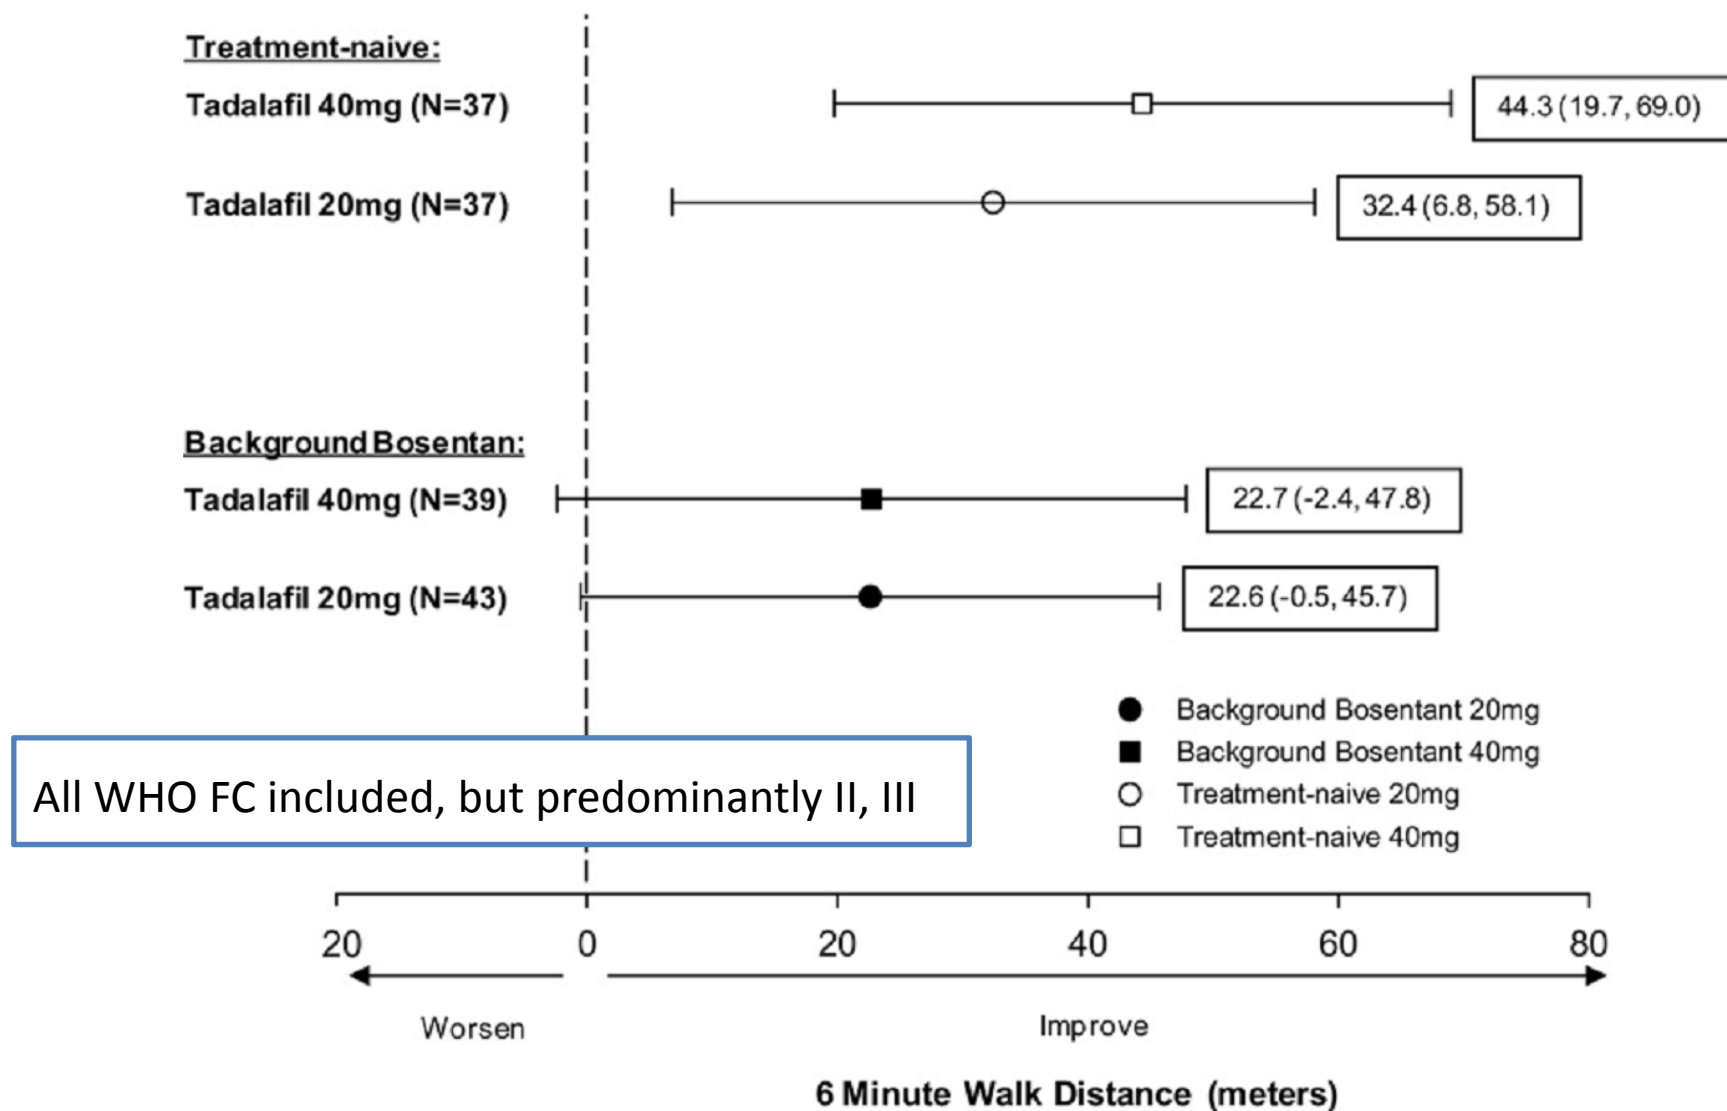 Treatment-naive:
Tadalafil 40mg (N=37)
44.3 (19.7, 69.0)
Tadalafil 20mg (N=37)
32.4 (6.8, 58.1)
Background Bosentan:
Tadalafil 40mg (N=39)
22.7 (-2.4, 47.8)
Tadalafil 20mg (N=43)
22.6 (-0.5, 45.7)
Background Bosentant 20mg
Background Bosentant 40mg
Treatment-naive 20mg
Treatment-naive 40mg
All WHO FC included, but predominantly II, III
20 0 20 40 60 80
Worsen Improve
6 Minute Walk Distance (meters)